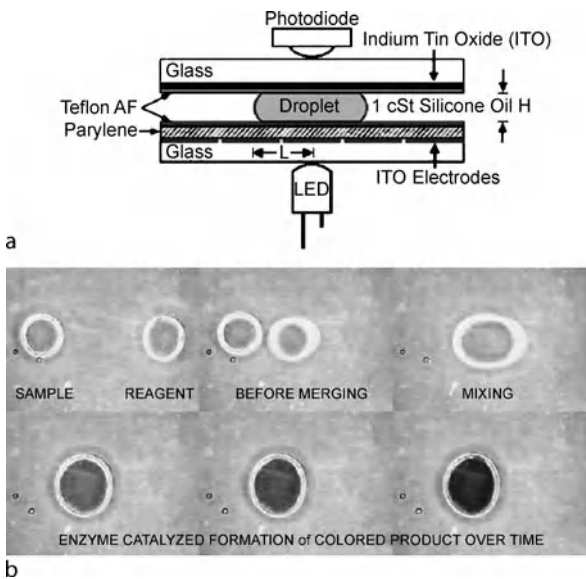 Photodiode
Indium Tin Oxide (ITO)
Glass
Teflon AF
Droplet
1 cSt Silicone Oil H
Parylene
Glass
L
ITO Electrodes
LED
a
SAMPLE
REAGENT
BEFORE MERGING
MIXING
ENZYME CATALYZED FORMATION of COLORED PRODUCT OVER TIME
b